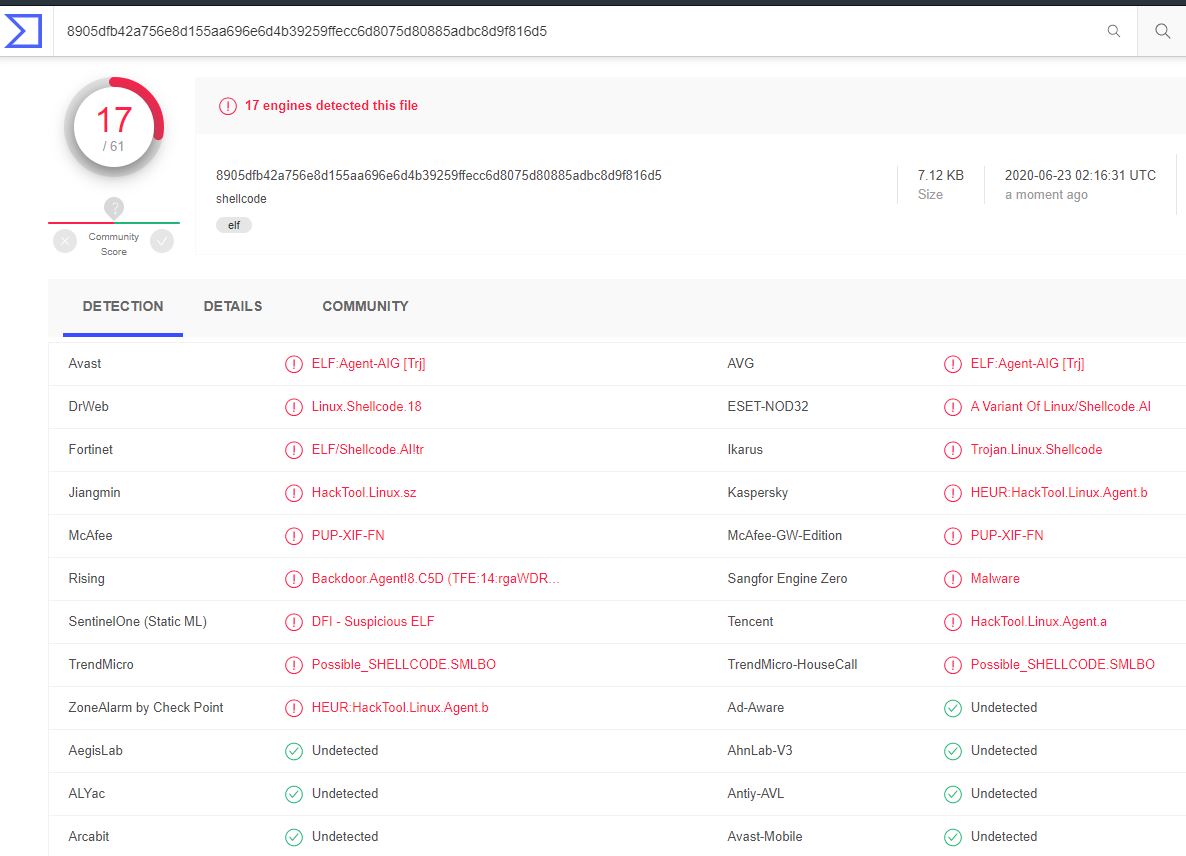 8905dfb42a756e8d155aa696e6d4b39259ffecc6d8075d80885adbc8d9f816d5
17
/ 61
17 engines detected this file
8905dfb42a756e8d155aa696e6d4b39259ffecc6d8075d80885adbc8d9f816d5
shellcode
elf
7.12 KB
Size
2020-06-23 02:16:31 UTC
a moment ago
?
Community
Score
DETECTION DETAILS COMMUNITY
Avast ELF:Agent-AIG [Trj] AVG ELF:Agent-AIG [Trj]
DrWeb Linux.Shellcode.18 ESET-NOD32 A Variant Of Linux/Shellcode.AI
Fortinet ELF/Shellcode.AI!tr Ikarus Trojan.Linux.Shellcode
Jiangmin HackTool.Linux.sz Kaspersky HEUR:HackTool.Linux.Agent.b
McAfee PUP-XIF-FN McAfee-GW-Edition PUP-XIF-FN
Rising Backdoor.Agent!8.C5D (TFE:14:rgaWDR... Sangfor Engine Zero Malware
SentinelOne (Static ML) DFI - Suspicious ELF Tencent HackTool.Linux.Agent.a
TrendMicro Possible_SHELLCODE.SMLBO TrendMicro-HouseCall Possible_SHELLCODE.SMLBO
ZoneAlarm by Check Point HEUR:HackTool.Linux.Agent.b Ad-Aware Undetected
AegisLab Undetected AhnLab-V3 Undetected
ALYac Undetected Antiy-AVL Undetected
Arcabit Undetected Avast-Mobile Undetected